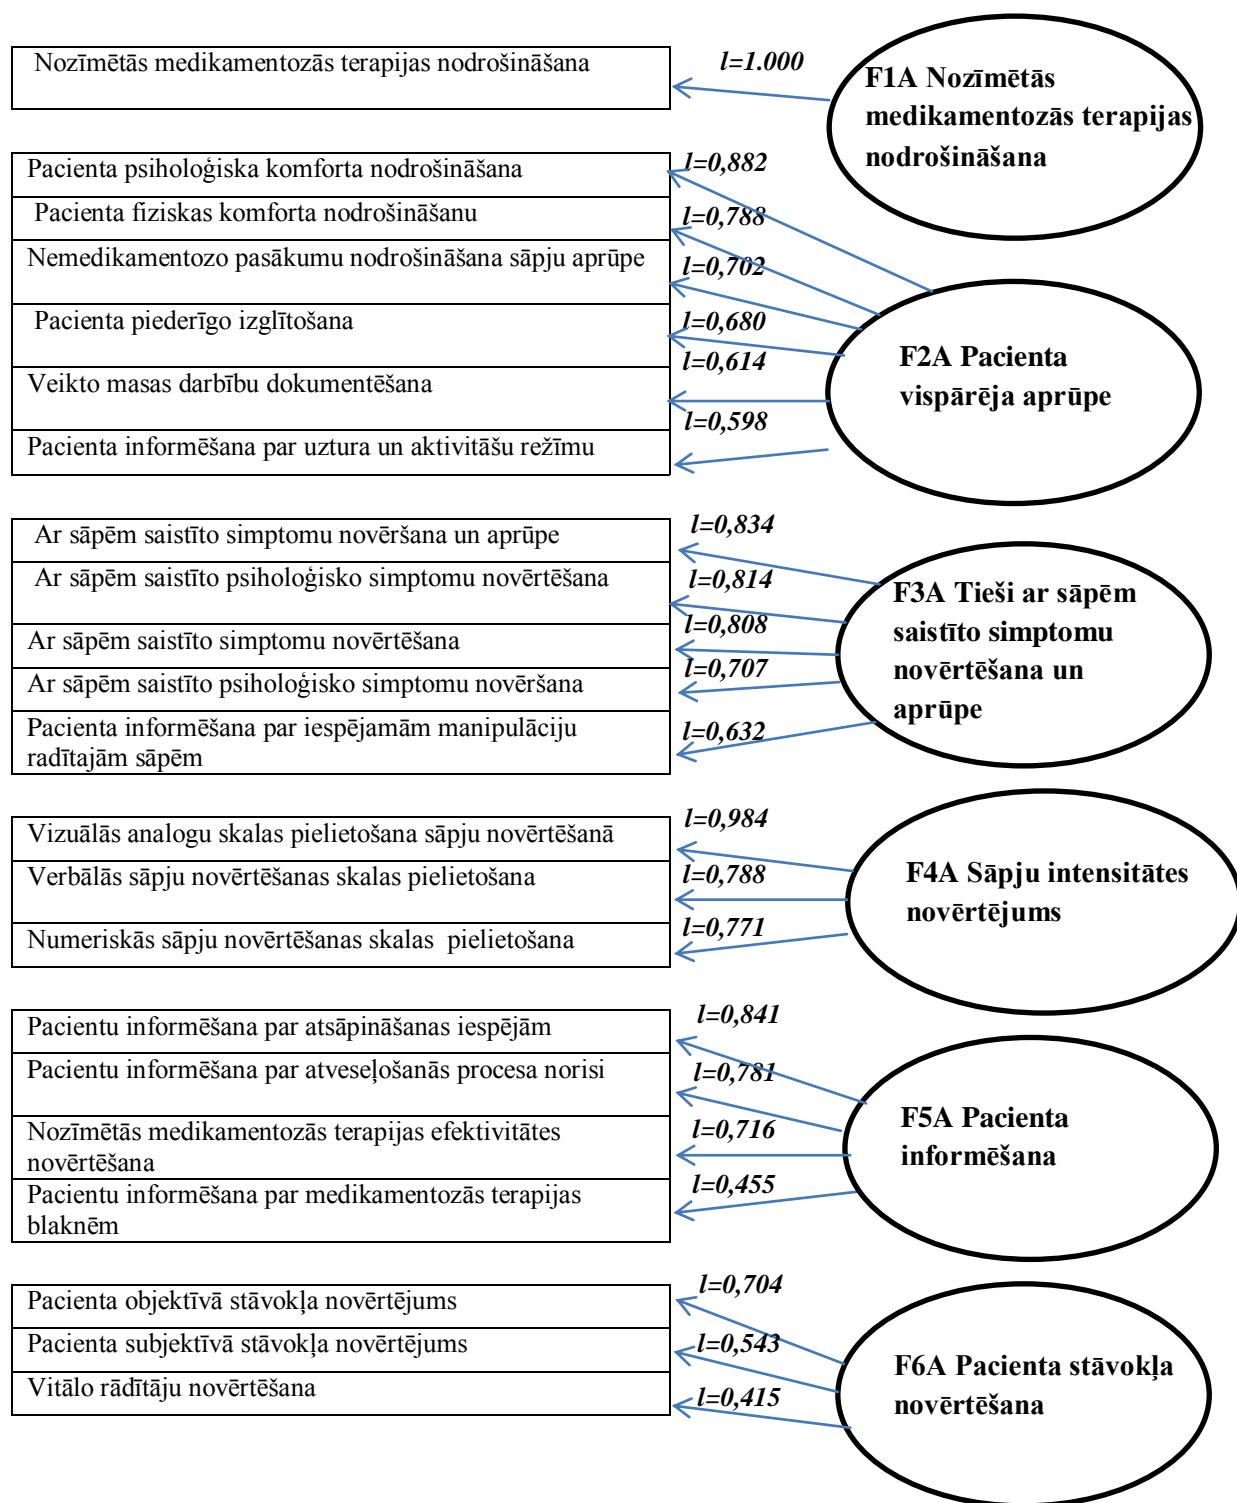 Nozīmētās medikamentozās terapijas nodrošināšana
l=1.000
F1A Nozīmētās
medikamentozās terapijas
nodrošināšana
Pacienta psiholoģiska komforta nodrošināšana
l=0,882
Pacienta fiziskas komforta nodrošināšanu
l=0,788
Nemedikamentozo pasākumu nodrošināšana sāpju aprūpe
l=0,702
Pacienta piederīgo izglītošana
l=0,680
Veikto masas darbību dokumentēšana
l=0,614
Pacienta informēšana par uztura un aktivitāšu režīmu
l=0,598
F2A Pacienta
vispārēja aprūpe
Ar sāpēm saistīto simptomu novēršana un aprūpe
l=0,834
Ar sāpēm saistīto psiholoģisko simptomu novērtēšana
l=0,814
Ar sāpēm saistīto simptomu novērtēšana
l=0,808
Ar sāpēm saistīto psiholoģisko simptomu novēršana
l=0,707
Pacienta informēšana par iespējamām manipulāciju
radītajām sāpēm
l=0,632
F3A Tieši ar sāpēm
saistīto simptomu
novērtēšana un
aprūpe
Vizuālās analogu skalas pielietošana sāpju novērtēšanā
l=0,984
Verbālās sāpju novērtēšanas skalas pielietošana
l=0,788
Numeriskās sāpju novērtēšanas skalas  pielietošana
l=0,771
F4A Sāpju intensitātes
novērtējums
Pacientu informēšana par atsāpināšanas iespējām
l=0,841
Pacientu informēšana par atveseļošanās procesa norisi
l=0,781
Nozīmētās medikamentozās terapijas efektivitātes
novērtēšana
l=0,716
Pacientu informēšana par medikamentozās terapijas
blaknēm
l=0,455
F5A Pacienta
informēšana
Pacienta objektīvā stāvokļa novērtējums
l=0,704
Pacienta subjektīvā stāvokļa novērtējums
l=0,543
Vitālo rādītāju novērtēšana
l=0,415
F6A Pacienta stāvokļa
novērtēšana